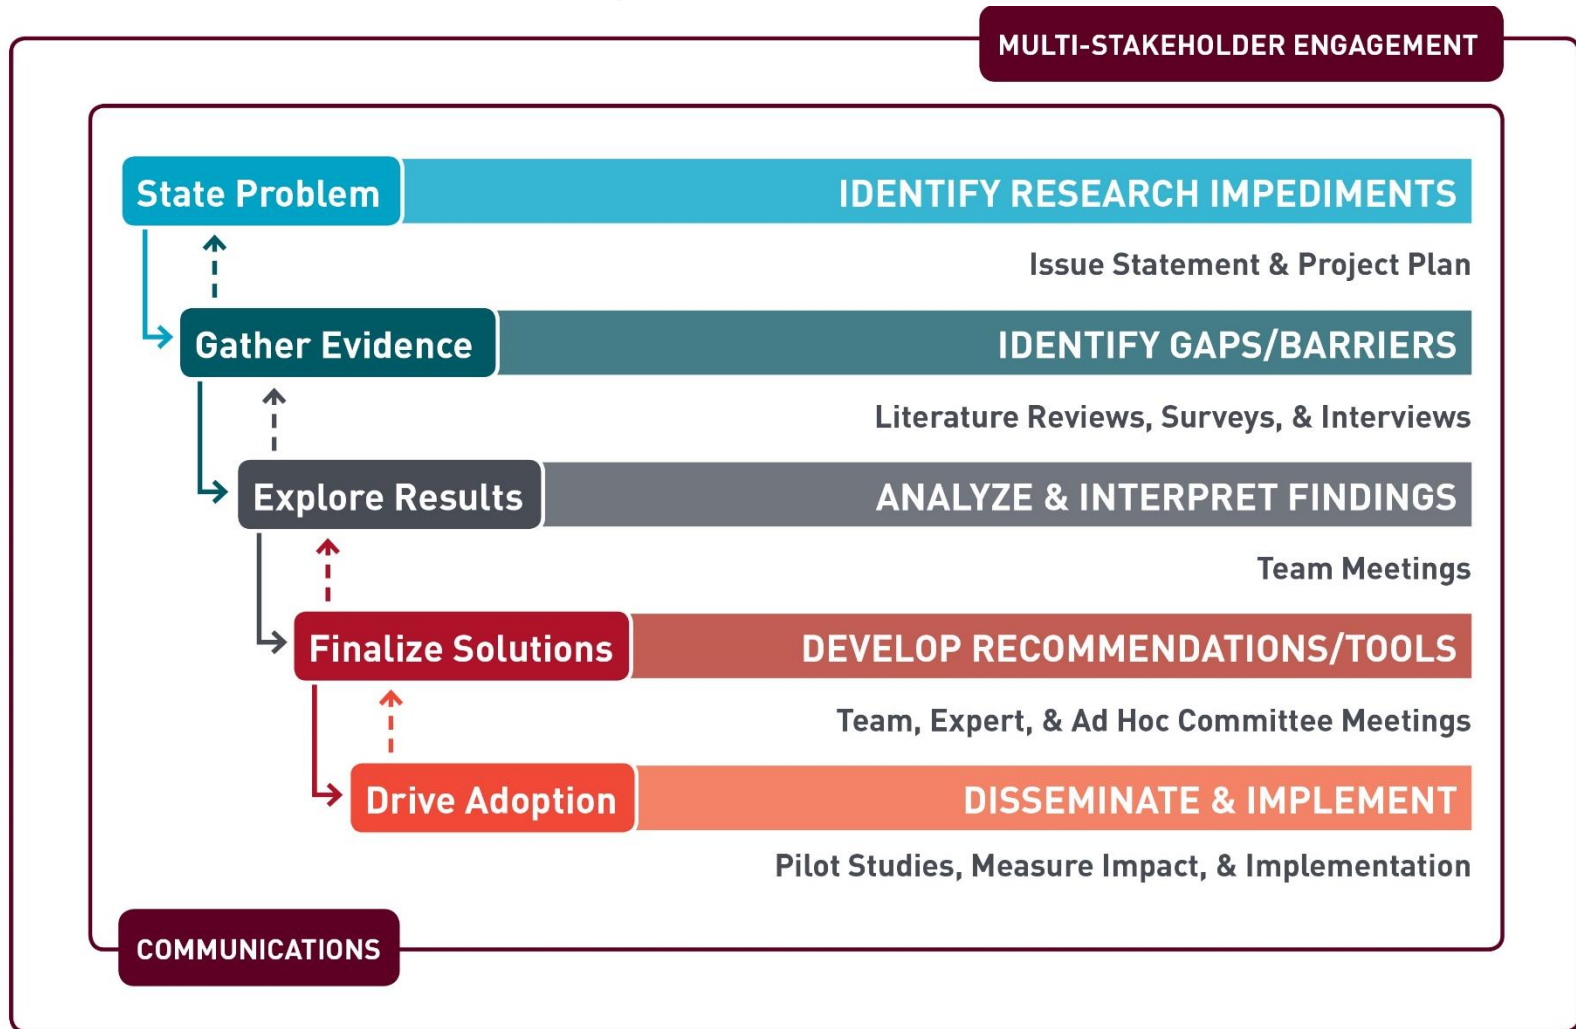 MULTI-STAKEHOLDER ENGAGEMENT
State Problem
IDENTIFY RESEARCH IMPEDIMENTS
Issue Statement & Project Plan
Gather Evidence
IDENTIFY GAPS/BARRIERS
Literature Reviews, Surveys, & Interviews
Explore Results
ANALYZE & INTERPRET FINDINGS
Team Meetings
Finalize Solutions
DEVELOP RECOMMENDATIONS/TOOLS
Team, Expert, & Ad Hoc Committee Meetings
Drive Adoption
DISSEMINATE & IMPLEMENT
Pilot Studies, Measure Impact, & Implementation
COMMUNICATIONS